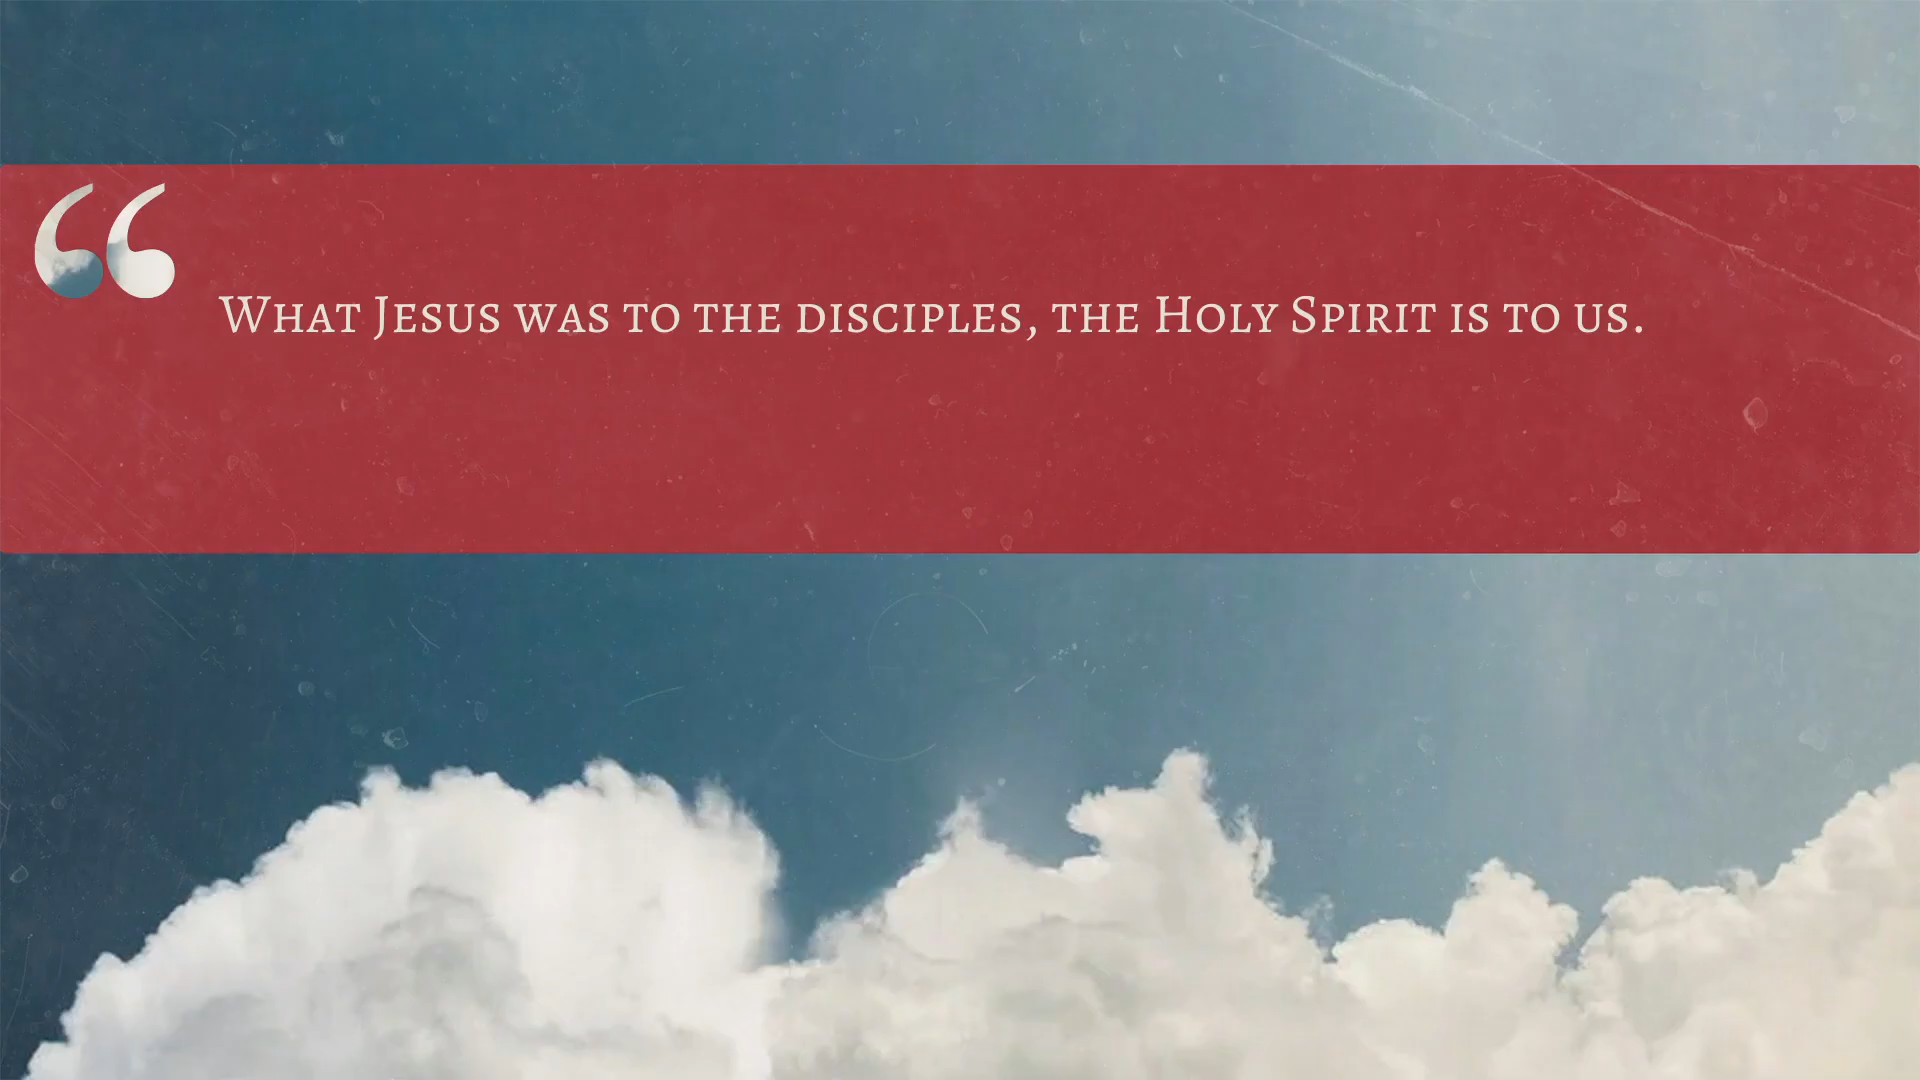 “
What Jesus was to the disciples, the Holy Spirit is to us.